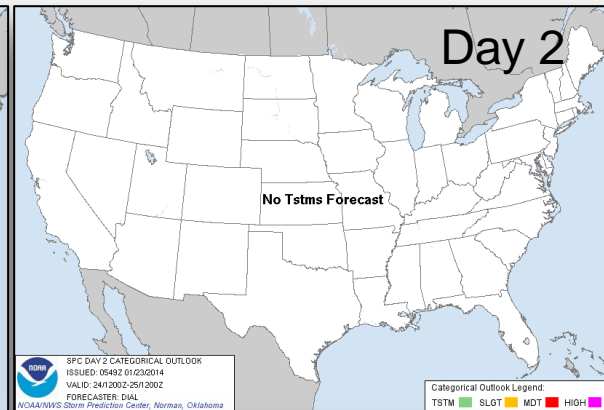 Day 2
No Tstms Forecast
NOAA
SPC DAY 2 CATEGORICAL OUTLOOK
ISSUED: 0549Z 01/23/2014
VALID: 24/1200Z-25/1200Z
FORECASTER: DIAL
NOAA/NWS Storm Prediction Center, Norman, Oklahoma
Categorical Outlook Legend:
TSTM SLGT MDT HIGH